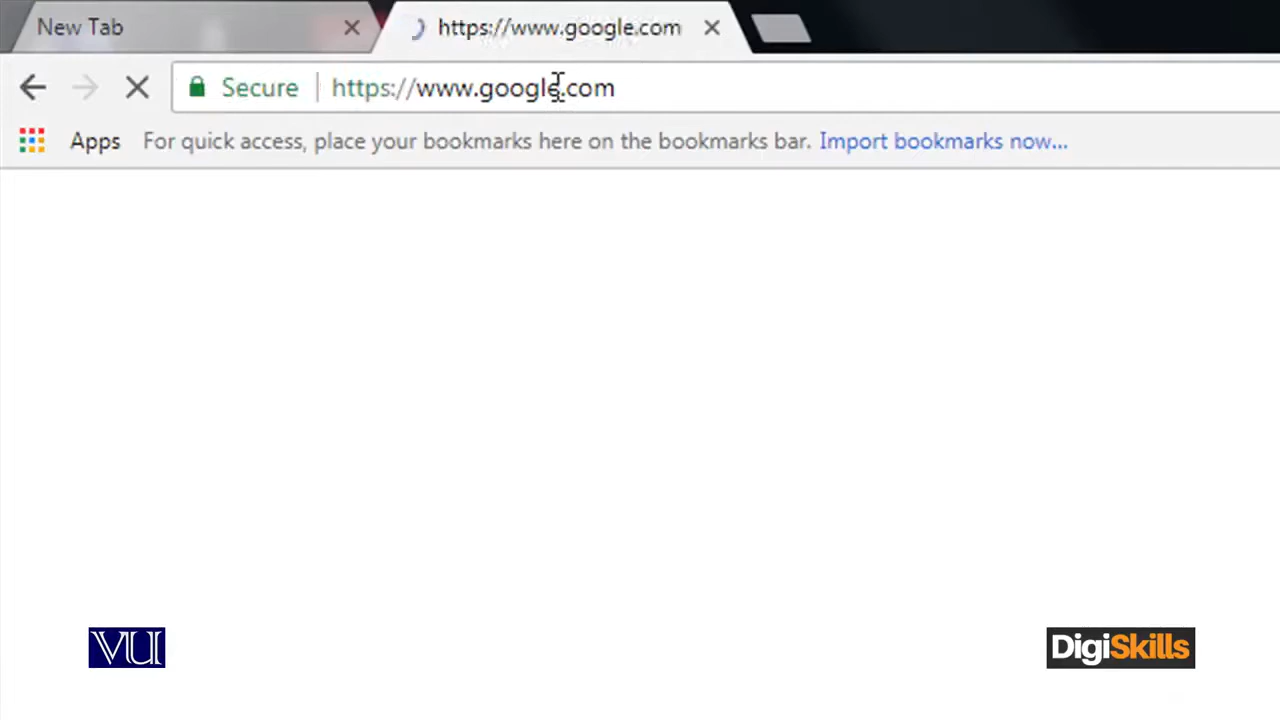 New Tab
https://www.google.com
Secure https://www.google.com
Apps For quick access, place your bookmarks here on the bookmarks bar. Import bookmarks now...
VU
DigiSkills